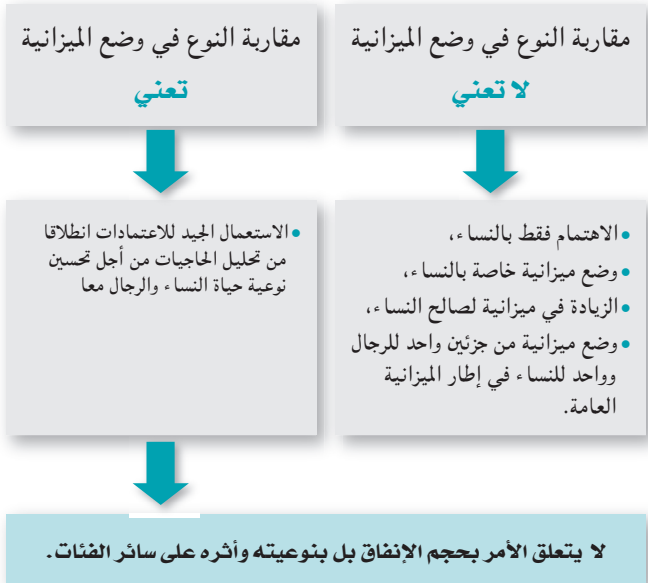 مقاربة النوع في وضع الميزانية
لا تعني
• الاهتمام فقط بالنساء،
• وضع ميزانية خاصة بالنساء،
• الزيادة في ميزانية لصالح النساء،
• وضع ميزانية من جزئين واحد للرجال
وواحد للنساء في إطار الميزانية
العامة.
مقاربة النوع في وضع الميزانية
تعني
• الاستعمال الجيد للاعتمادات انطلاقا
من تحليل الحاجيات من أجل تحسين
نوعية حياة النساء والرجال معا
لا يتعلق الأمر بحجم الإنفاق بل بنوعيته وأثره على سائر الفئات.